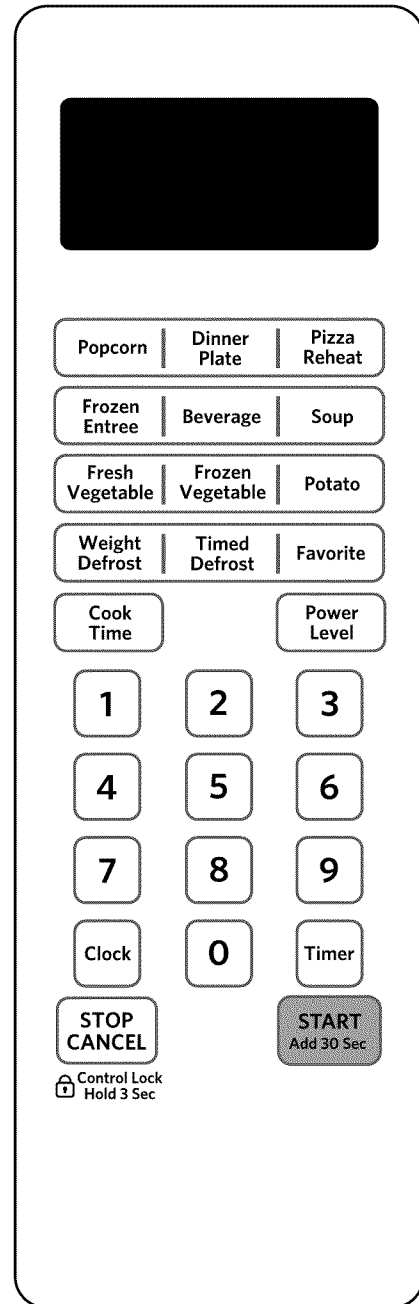 Popcorn Dinner Plate Pizza Reheat
Frozen Entree Beverage Soup
Fresh Vegetable Frozen Vegetable Potato
Weight Defrost Timed Defrost Favorite
Cook Time Power Level
1 2 3
4 5 6
7 8 9
Clock 0 Timer
STOP CANCEL START Add 30 Sec
Control Lock
Hold 3 Sec